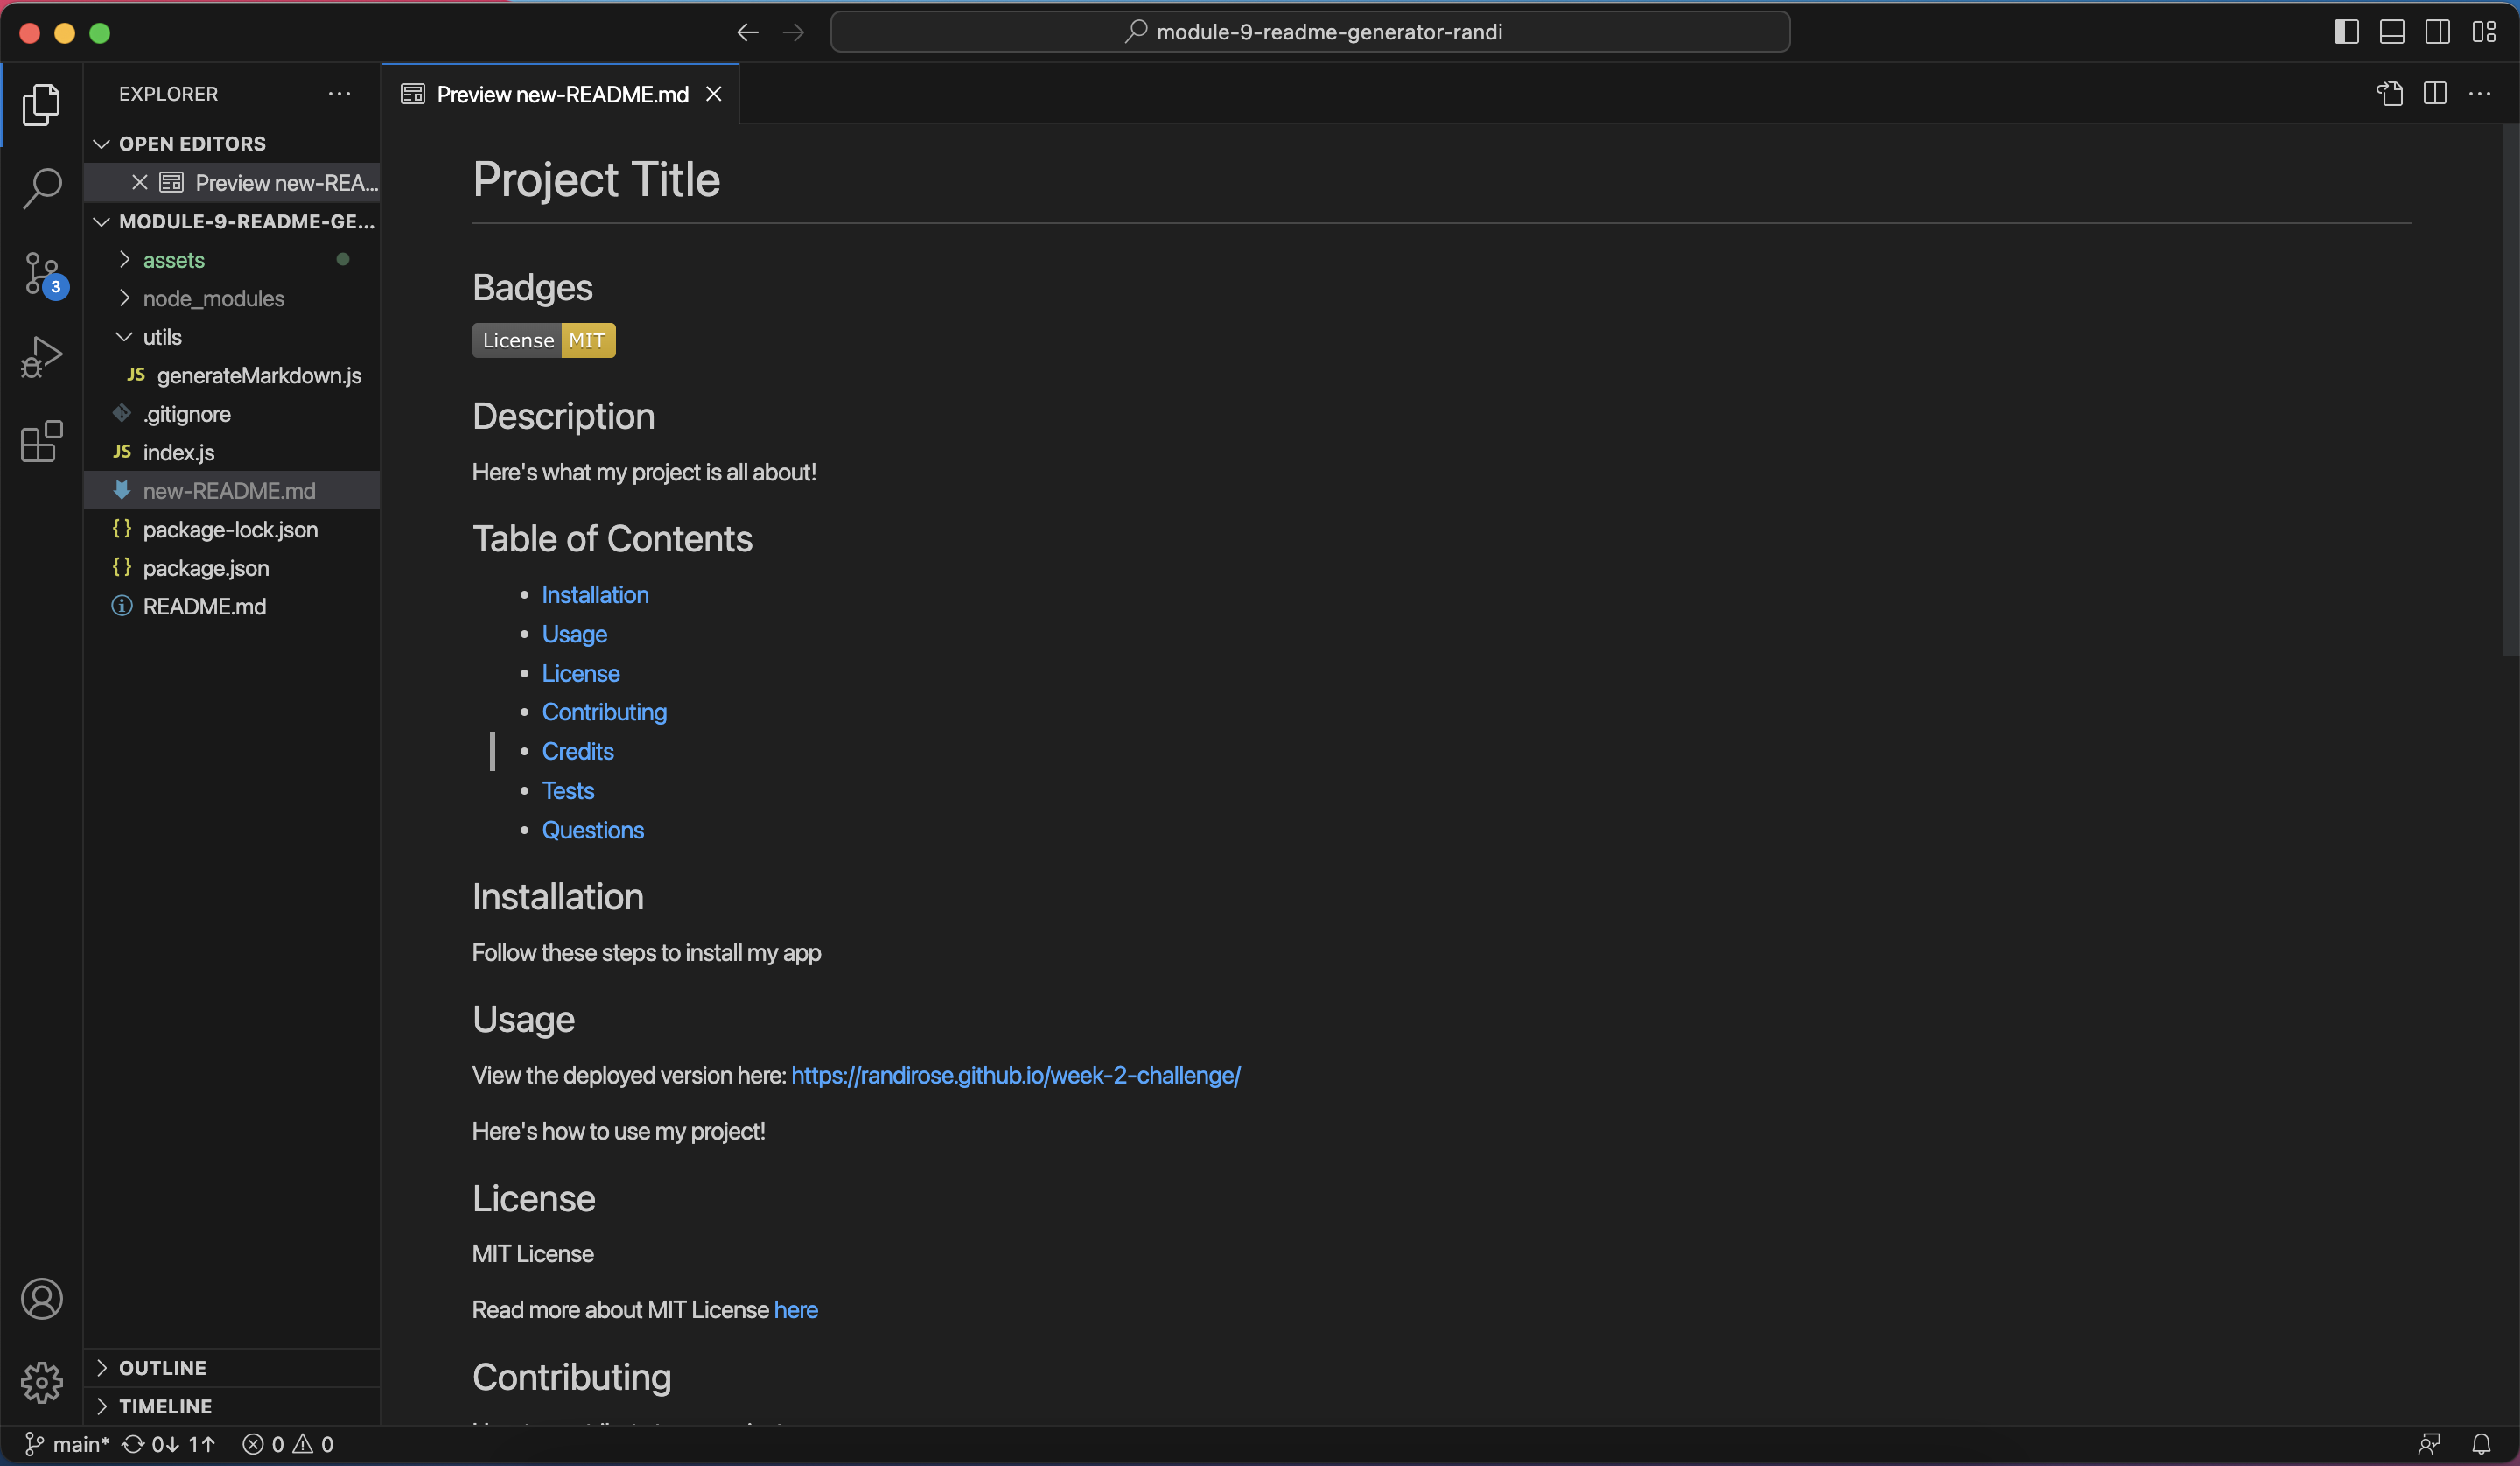 module-9-readme-generator-randi
EXPLORER
Preview new-README.md
OPEN EDITORS
Preview new-REA...
MODULE-9-README-GE...
assets
node_modules
utils
JS generateMarkdown.js
.gitignore
JS index.js
new-README.md
{} package-lock.json
{} package.json
README.md
3
OUTLINE
TIMELINE
Project Title
Badges
License MIT
Description
Here's what my project is all about!
Table of Contents
• Installation
• Usage
• License
• Contributing
• Credits
• Tests
• Questions
Installation
Follow these steps to install my app
Usage
View the deployed version here: https://randirose.github.io/week-2-challenge/
Here's how to use my project!
License
MIT License
Read more about MIT License here
Contributing
main* 0↓ 1↑ 0 0